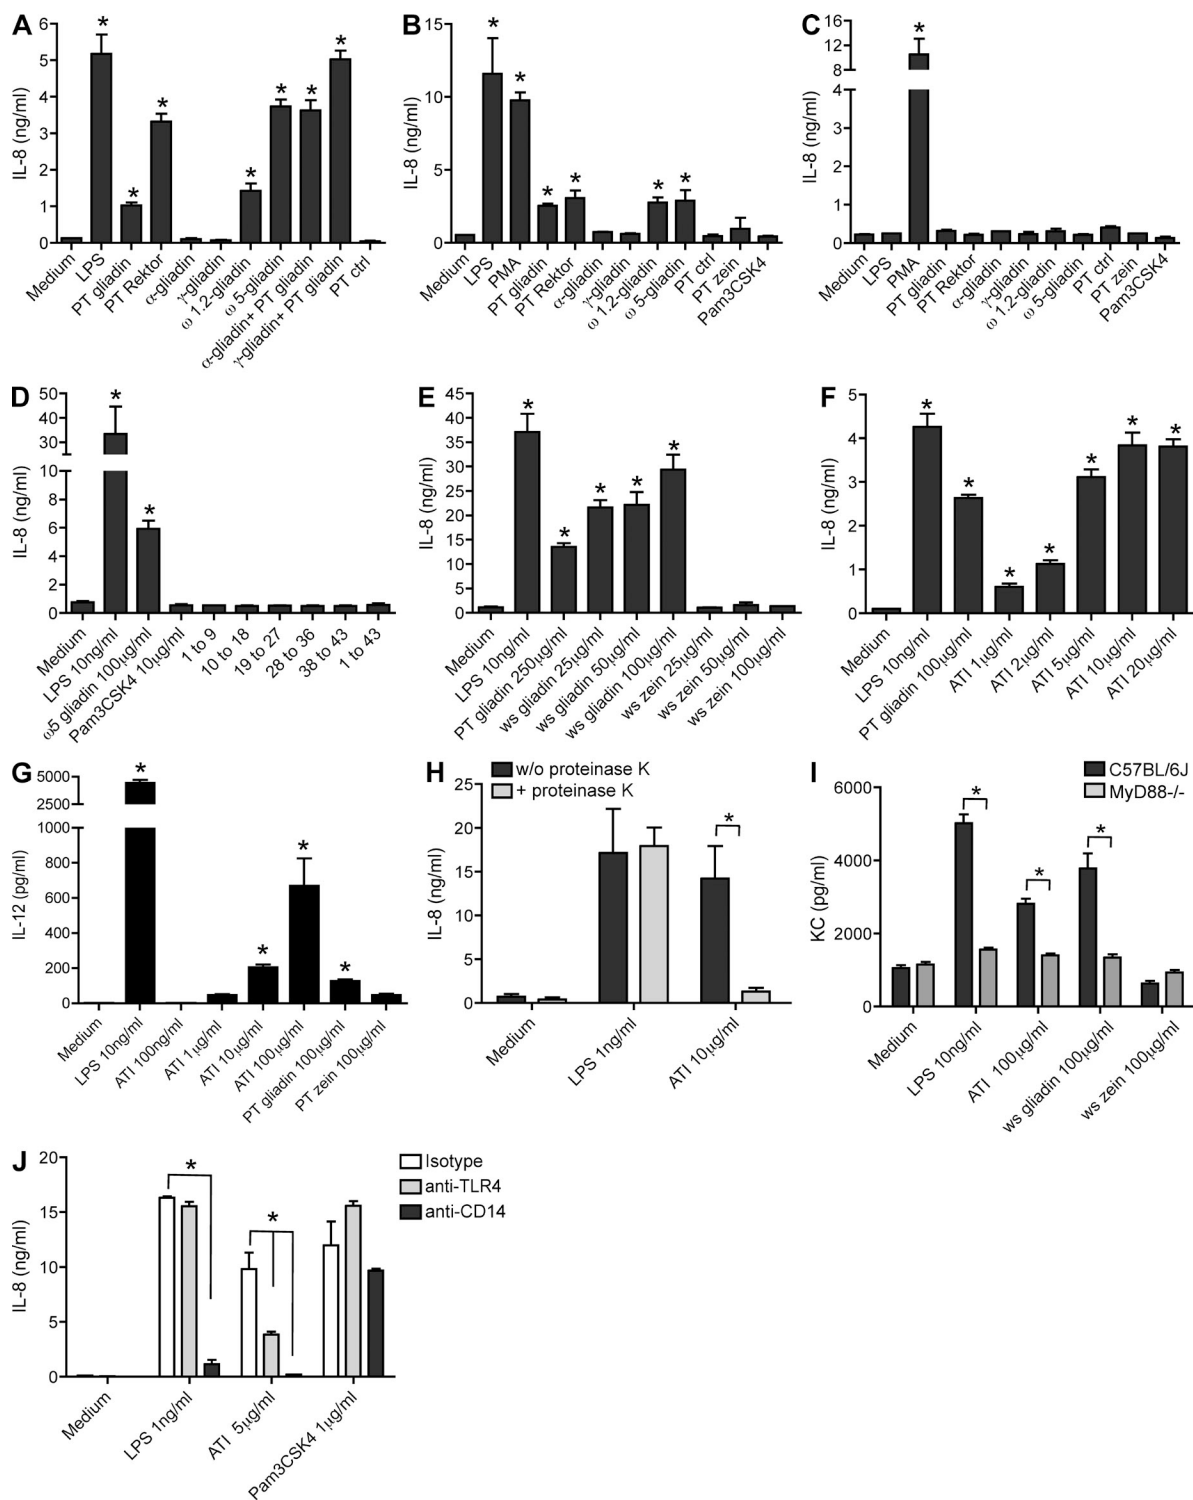 A
IL-8 (ng/ml)
6
5
4
3
2
1
0
*
*
*
*
*
*
*
Medium
LPS
PT gliadin
PT Rektor
α-gliadin
γ-gliadin
ω 1.2-gliadin
ω 5-gliadin
α-gliadin+ PT gliadin
γ-gliadin+ PT gliadin
PT ctrl
B
IL-8 (ng/ml)
15
10
5
0
*
*
*
*
*
*
Medium
LPS
PMA
PT gliadin
PT Rektor
α-gliadin
γ-gliadin
ω 1.2-gliadin
ω 5-gliadin
PT ctrl
PT zein
Pam3CSK4
C
IL-8 (ng/ml)
16
12
8
4
6
4
2
0
*
Medium
LPS
PMA
PT gliadin
PT Rektor
α-gliadin
γ-gliadin
ω 1.2-gliadin
ω 5-gliadin
PT ctrl
PT zein
Pam3CSK4
D
IL-8 (ng/ml)
50
40
30
10
8
6
4
2
0
*
*
Medium
LPS 10ng/ml
ω5 gliadin 100µg/ml
Pam3CSK4 10µg/ml
1 to 9
10 to 18
19 to 27
28 to 36
38 to 43
1 to 43
E
IL-8 (ng/ml)
45
40
35
30
25
20
15
10
5
0
*
*
*
*
*
Medium
LPS 10ng/ml
PT gliadin 250µg/ml
ws gliadin 25µg/ml
ws gliadin 50µg/ml
ws gliadin 100µg/ml
ws zein 25µg/ml
ws zein 50µg/ml
ws zein 100µg/ml
F
IL-8 (ng/ml)
5
4
3
2
1
0
*
*
*
*
*
*
*
Medium
LPS 10ng/ml
PT gliadin 100µg/ml
ATI 1µg/ml
ATI 2µg/ml
ATI 5µg/ml
ATI 10µg/ml
ATI 20µg/ml
G
IL-12 (pg/ml)
5000
2500
1000
800
600
400
200
0
*
*
*
*
Medium
LPS 10ng/ml
ATI 100ng/ml
ATI 1µg/ml
ATI 10µg/ml
ATI 100µg/ml
PT gliadin 100µg/ml
PT zein 100µg/ml
H
w/o proteinase K
+ proteinase K
IL-8 (ng/ml)
25
20
15
10
5
0
*
Medium
LPS 1ng/ml
ATI 10µg/ml
I
C57BL/6J
MyD88-/-
KC (pg/ml)
6000
4000
2000
0
*
*
*
Medium
LPS 10ng/ml
ATI 100µg/ml
ws gliadin 100µg/ml
ws zein 100µg/ml
J
Isotype
anti-TLR4
anti-CD14
IL-8 (ng/ml)
20
15
10
5
0
*
*
Medium
LPS 1ng/ml
ATI 5µg/ml
Pam3CSK4 1µg/ml